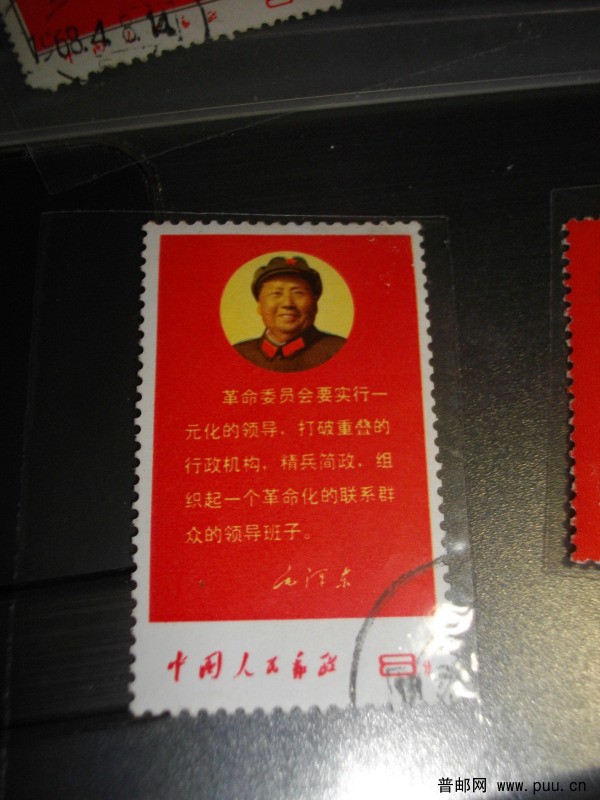 1968.4.
8
革命委员会要实行一
元化的领导，打破重叠的
行政机构，精兵简政，组
织起一个革命化的联系群
众的领导班子。
毛泽东
中国人民邮政 8分
普邮网 www.puu.cn